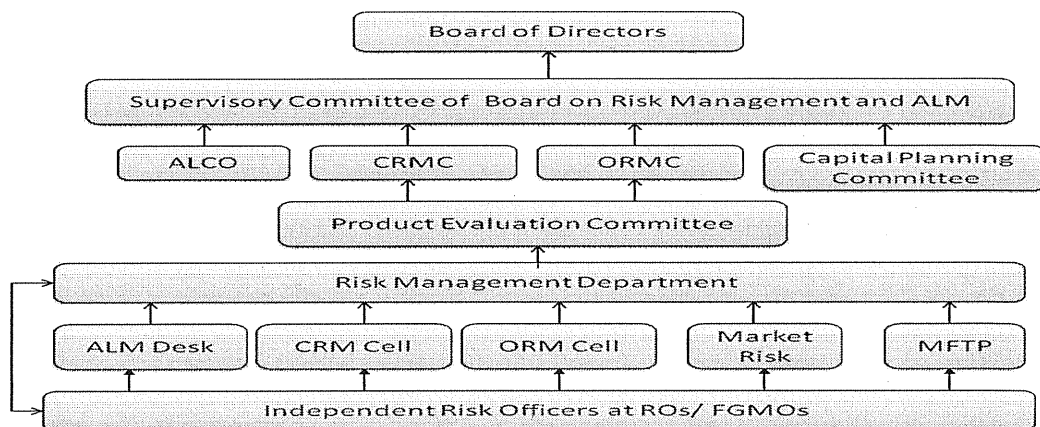 Board of Directors
Supervisory Committee of Board on Risk Management and ALM
ALCO
CRMC
ORMC
Capital Planning
Committee
Product Evaluation Committee
Risk Management Department
ALM Desk
CRM Cell
ORM Cell
Market
Risk
MFTP
Independent Risk Officers at ROs/ FGMOs